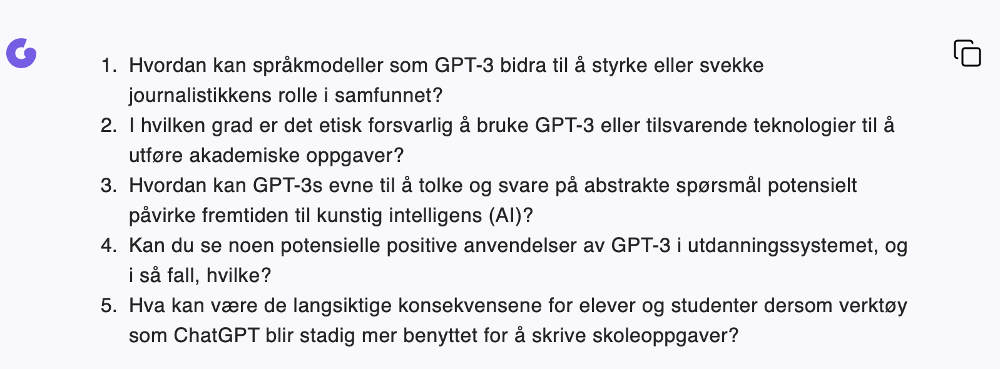 1. Hvordan kan språkmodeller som GPT-3 bidra til å styrke eller svekke
journalistikkens rolle i samfunnet?
2. I hvilken grad er det etisk forsvarlig å bruke GPT-3 eller tilsvarende teknologier til å
utføre akademiske oppgaver?
3. Hvordan kan GPT-3s evne til å tolke og svare på abstrakte spørsmål potensielt
påvirke fremtiden til kunstig intelligens (AI)?
4. Kan du se noen potensielle positive anvendelser av GPT-3 i utdanningssystemet, og
i så fall, hvilke?
5. Hva kan være de langsiktige konsekvensene for elever og studenter dersom verktøy
som ChatGPT blir stadig mer benyttet for å skrive skoleoppgaver?